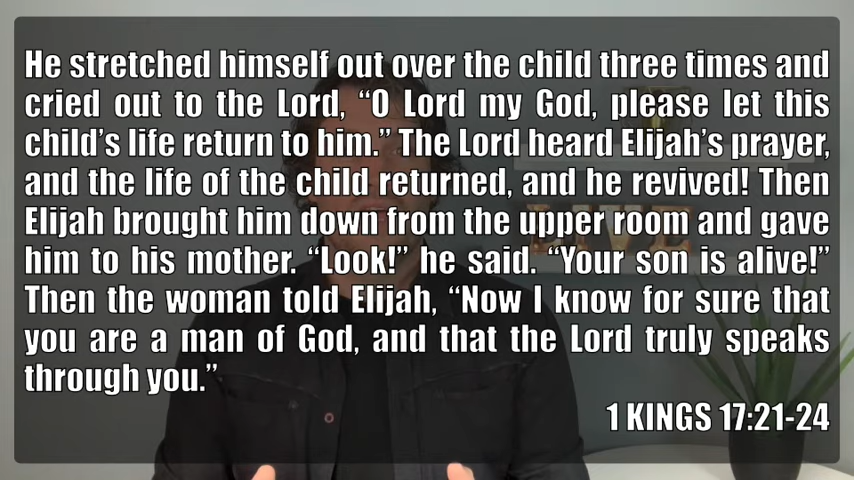 He stretched himself out over the child three times and
cried out to the Lord, “O Lord my God, please let this
child’s life return to him.” The Lord heard Elijah’s prayer,
and the life of the child returned, and he revived! Then
Elijah brought him down from the upper room and gave
him to his mother. “Look!” he said. “Your son is alive!”
Then the woman told Elijah, “Now I know for sure that
you are a man of God, and that the Lord truly speaks
through you.”
1 KINGS 17:21-24